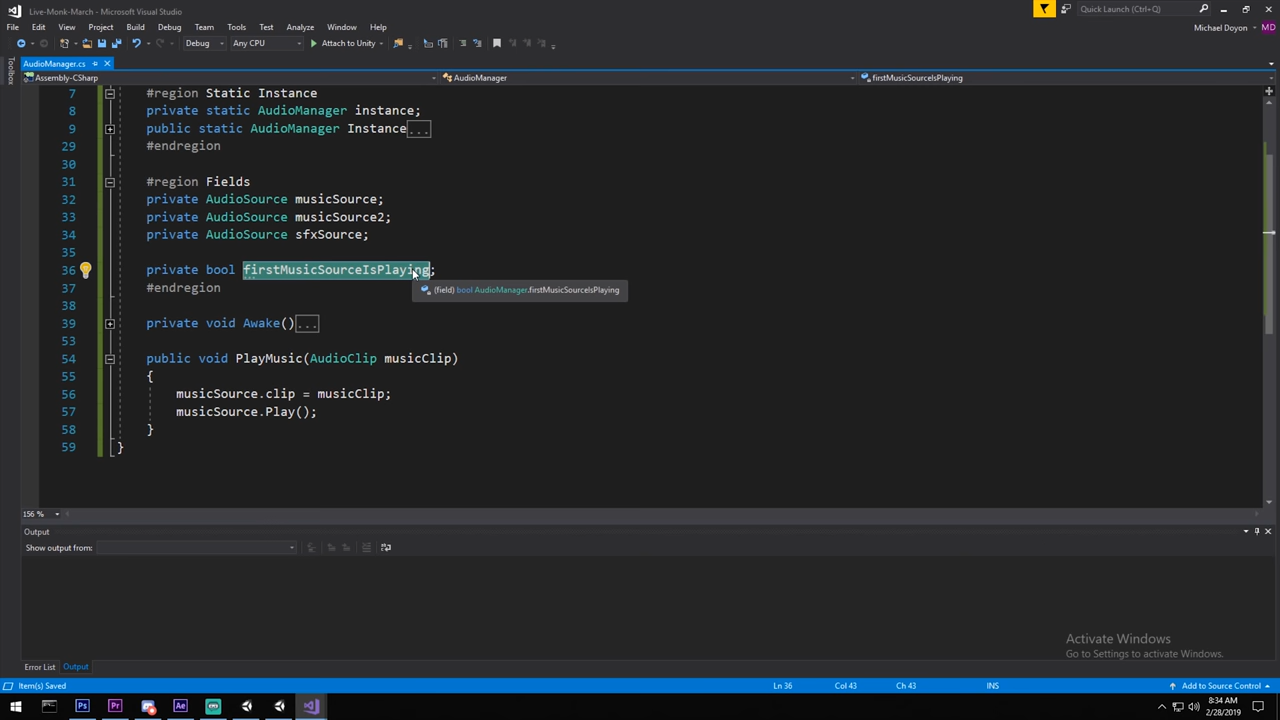 Live-Monk-March - Microsoft Visual Studio
Quick Launch (Ctrl+Q)
File Edit View Project Build Debug Team Tools Test Analyze Window Help
Michael Doyon MD
Debug Any CPU Attach to Unity
AudioManager.cs
Assembly-CSharp AudioManager firstMusicSourceIsPlaying
Toolbox
7 #region Static Instance
8 private static AudioManager instance;
9 public static AudioManager Instance...
29 #endregion
30
31 #region Fields
32 private AudioSource musicSource;
33 private AudioSource musicSource2;
34 private AudioSource sfxSource;
35
36 private bool firstMusicSourceIsPlaying;
37 #endregion
(field) bool AudioManager.firstMusicSourceIsPlaying
38
39 private void Awake()...
53
54 public void PlayMusic(AudioClip musicClip)
55 {
56 musicSource.clip = musicClip;
57 musicSource.Play();
58 }
59 }
156 %
Output
Show output from:
Activate Windows
Go to Settings to activate Windows.
Error List Output
Item(s) Saved Ln 36 Col 43 Ch 43 INS Add to Source Control
Ps Pr Ae
8:34 AM
2/28/2019